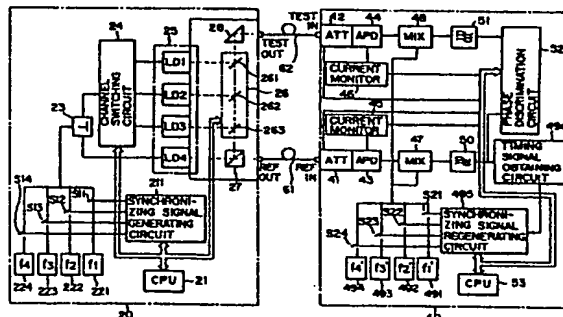 24
25
28
CHANNEL SWITCHING CIRCUIT
LD1
LD2
LD3
LD4
261
26
262
263
27
23
TEST OUT
62
TEST IN
REF OUT
61
REF IN
S14
S13
S12
S11
211
SYNCHRONIZING SIGNAL GENERATING CIRCUIT
f4
f3
f2
f1
224
223
222
221
CPU
21
20
42
44
48
51
ATT
APD
MIX
CURRENT MONITOR
46
45
CURRENT MONITOR
PHASE DISCRIMINATION CIRCUIT
47
50
ATT
APD
MIX
41
43
TIMING SIGNAL OBTAINING CIRCUIT
S24
S23
S22
S21
495
SYNCHRONIZING SIGNAL REGENERATING CIRCUIT
f4'
f3'
f2'
f1'
494
493
492
491
CPU
53